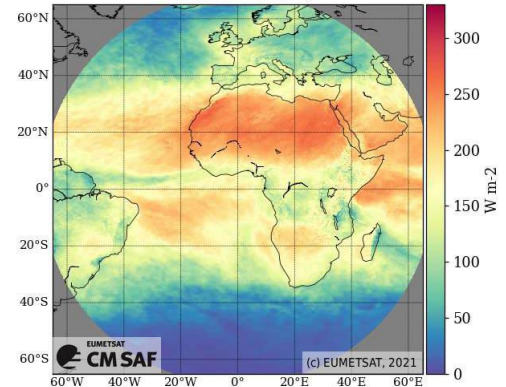 60°N
40°N
20°N
0°
20°S
40°S
60°S
60°W
40°W
20°W
0°
20°E
40°E
60°E
300
250
200
150
100
50
0
W m-2
EUMETSAT
CM SAF
(c) EUMETSAT, 2021